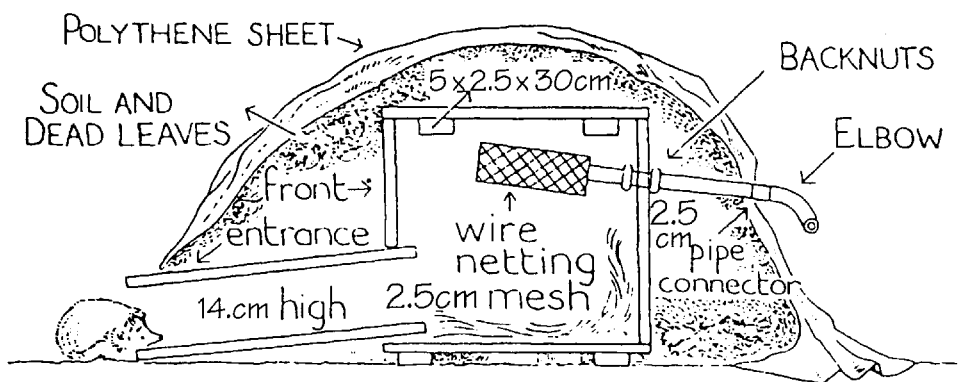 POLYTHENE SHEET
5x2.5x30cm
BACKNUTS
SOIL AND
DEAD LEAVES
ELBOW
front
entrance
wire
netting
2.5cm mesh
2.5
cm
pipe
connector
14.cm high